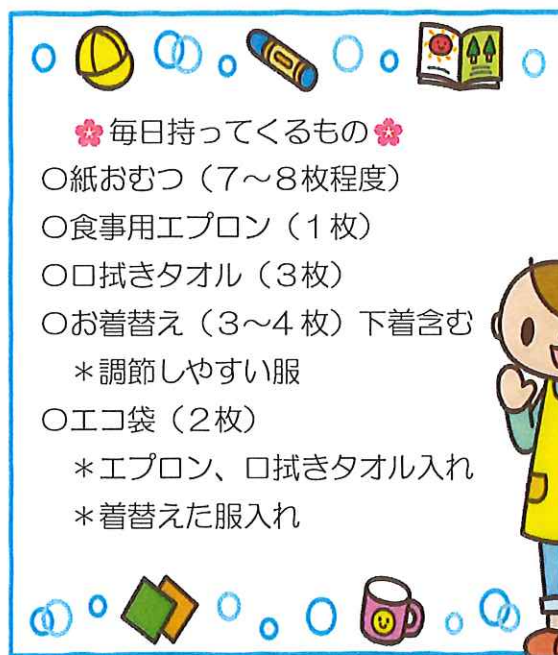 毎日持ってくるもの
〇紙おむつ（7～8枚程度）
〇食事用エプロン（1枚）
〇口拭きタオル（3枚）
〇お着替え（3～4枚）下着含む
＊調節しやすい服
〇エコ袋（2枚）
＊エプロン、口拭きタオル入れ
＊着替えた服入れ